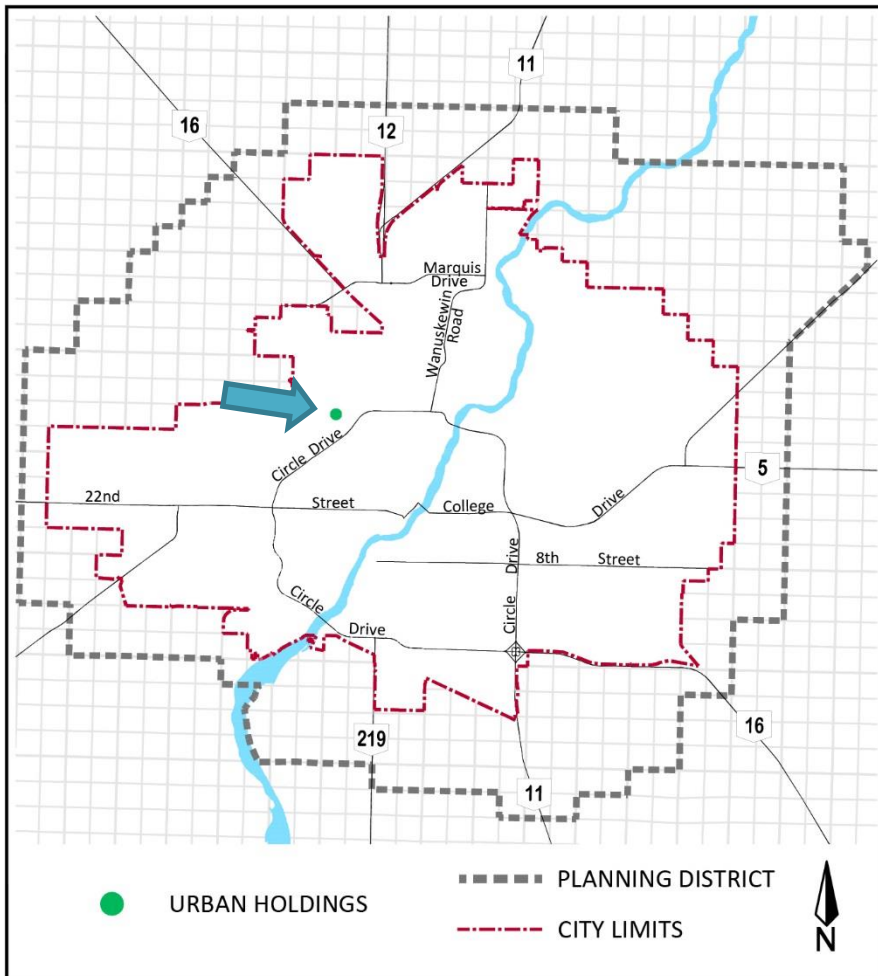 11
16
12
Marquis
Drive
Wanuskewin
Road
Circle Drive
5
22nd
Street
College
Drive
Drive
8th
Street
Circle
Circle
Drive
16
219
11
URBAN HOLDINGS
PLANNING DISTRICT
CITY LIMITS
N